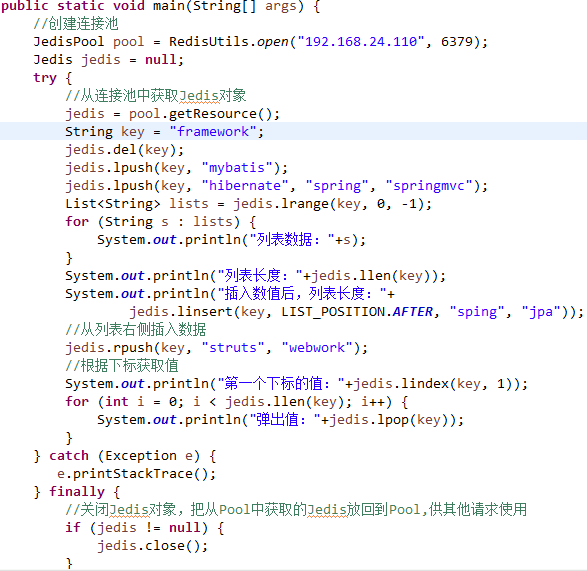 public static void main(String[] args) {
//创建连接池
JedisPool pool = RedisUtils.open("192.168.24.110", 6379);
Jedis jedis = null;
try {
//从连接池中获取Jedis对象
jedis = pool.getResource();
String key = "framework";
jedis.del(key);
jedis.lpush(key, "mybatis");
jedis.lpush(key, "hibernate", "spring", "springmvc");
List<String> lists = jedis.lrange(key, 0, -1);
for (String s : lists) {
System.out.println("列表数据："+s);
}
System.out.println("列表长度："+jedis.llen(key));
System.out.println("插入数值后，列表长度："+
jedis.linsert(key, LIST_POSITION.AFTER, "sping", "jpa"));
//从列表右侧插入数据
jedis.rpush(key, "struts", "webwork");
//根据下标获取值
System.out.println("第一个下标的值："+jedis.lindex(key, 1));
for (int i = 0; i < jedis.llen(key); i++) {
System.out.println("弹出值："+jedis.lpop(key));
}
} catch (Exception e) {
e.printStackTrace();
} finally {
//关闭Jedis对象，把从Pool中获取的Jedis放回到Pool,供其他请求使用
if (jedis != null) {
jedis.close();
}